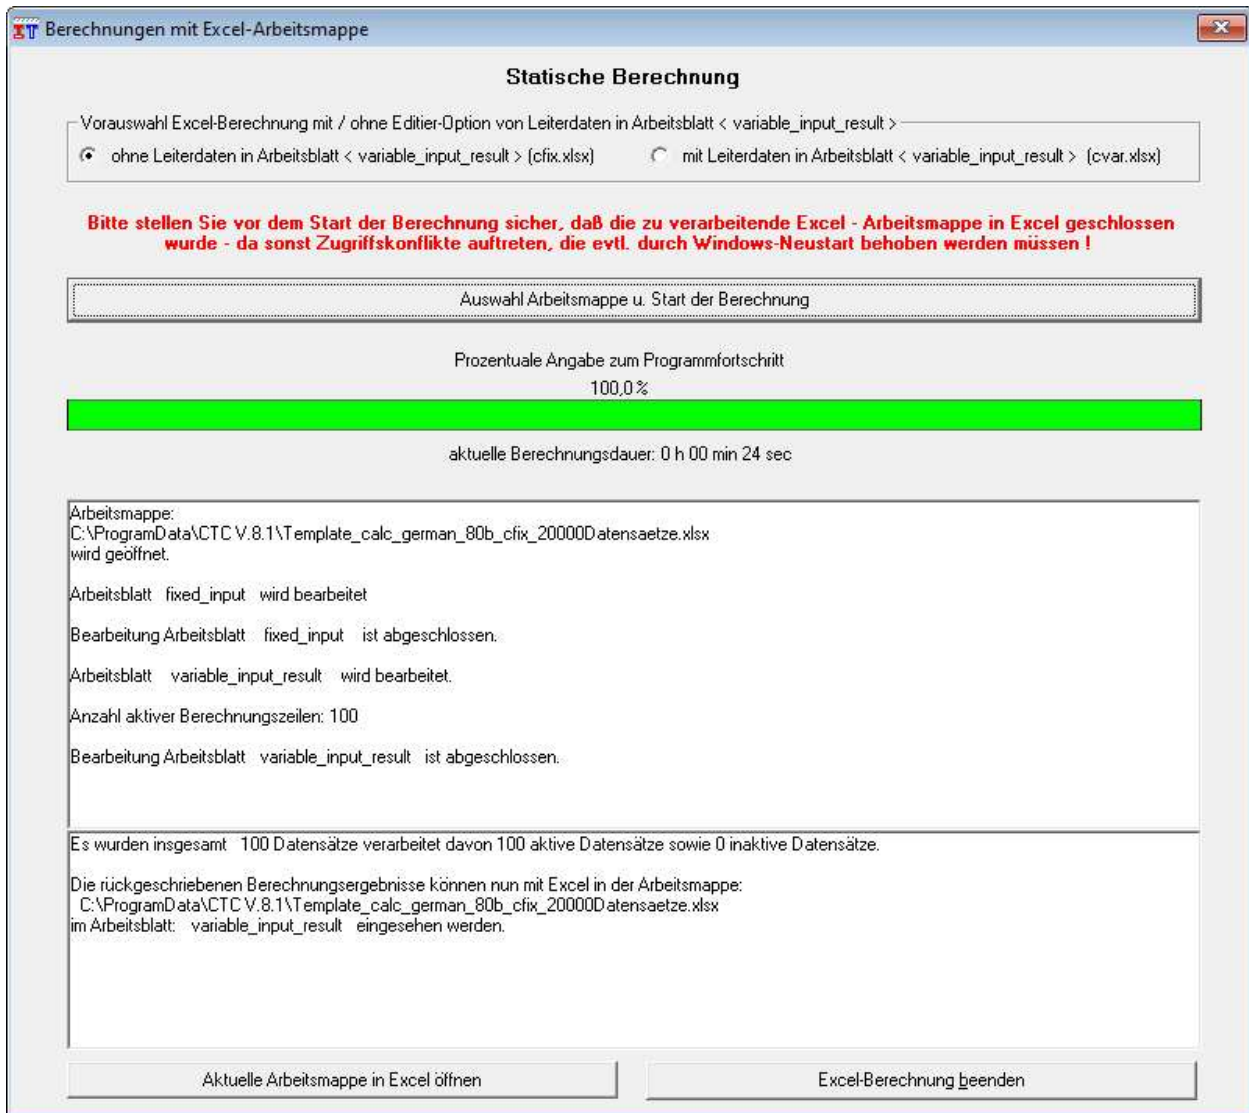 IT Berechnungen mit Excel-Arbeitsmappe
Statische Berechnung
Vorauswahl Excel-Berechnung mit / ohne Editier-Option von Leiterdaten in Arbeitsblatt < variable_input_result >
ohne Leiterdaten in Arbeitsblatt < variable_input_result > (cfix.xlsx) mit Leiterdaten in Arbeitsblatt < variable_input_result > (cvar.xlsx)
Bitte stellen Sie vor dem Start der Berechnung sicher, daß die zu verarbeitende Excel - Arbeitsmappe in Excel geschlossen
wurde - da sonst Zugriffskonflikte auftreten, die evtl. durch Windows-Neustart behoben werden müssen !
Auswahl Arbeitsmappe u. Start der Berechnung
Prozentuale Angabe zum Programmfortschritt
100,0 %
aktuelle Berechnungsdauer: 0 h 00 min 24 sec
Arbeitsmappe:
C:\ProgramData\CTC V.8.1\Template_calc_german_80b_cfix_20000Datensaetze.xlsx
wird geöffnet.
Arbeitsblatt fixed_input wird bearbeitet
Bearbeitung Arbeitsblatt fixed_input ist abgeschlossen.
Arbeitsblatt variable_input_result wird bearbeitet.
Anzahl aktiver Berechnungszeilen: 100
Bearbeitung Arbeitsblatt variable_input_result ist abgeschlossen.
Es wurden insgesamt 100 Datensätze verarbeitet davon 100 aktive Datensätze sowie 0 inaktive Datensätze.
Die rückgeschriebenen Berechnungsergebnisse können nun mit Excel in der Arbeitsmappe:
C:\ProgramData\CTC V.8.1\Template_calc_german_80b_cfix_20000Datensaetze.xlsx
im Arbeitsblatt: variable_input_result eingesehen werden.
Aktuelle Arbeitsmappe in Excel öffnen Excel-Berechnung beenden